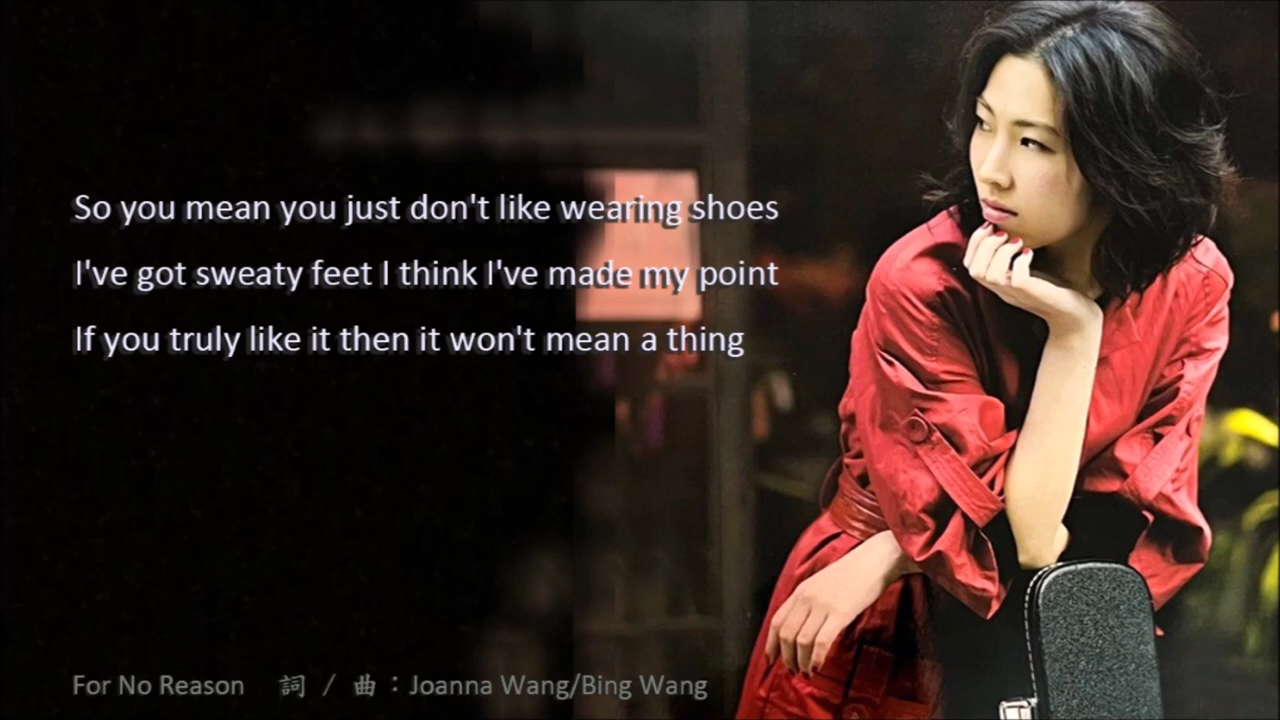 So you mean you just don't like wearing shoes
I've got sweaty feet I think I've made my point
If you truly like it then it won't mean a thing
For No Reason 詞 / 曲：Joanna Wang/Bing Wang